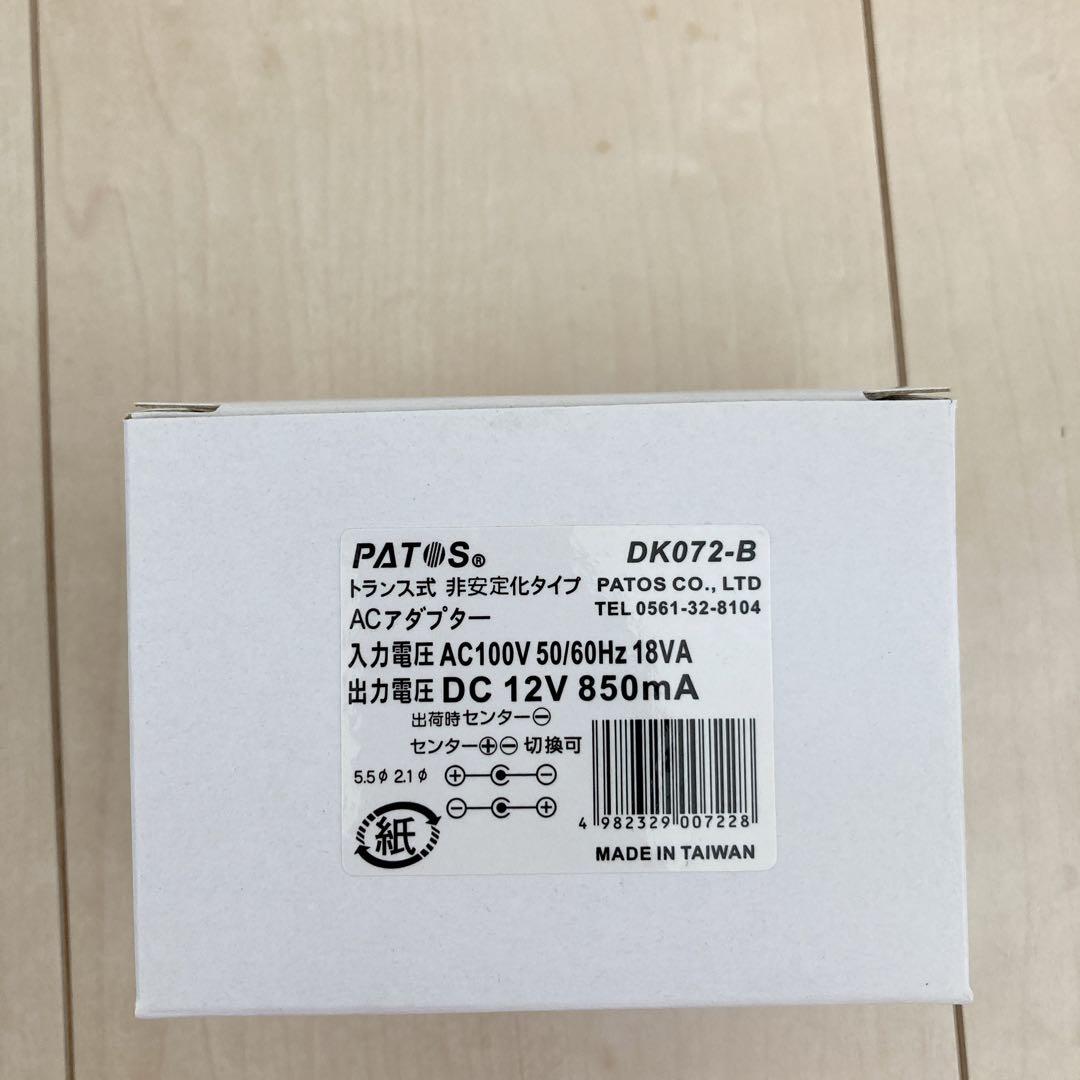 PATOS®
DK072-B
トランス式 非安定化タイプ
ACアダプター
PATOS CO., LTD
TEL 0561-32-8104
入力電圧 AC100V 50/60Hz 18VA
出力電圧 DC 12V 850mA
出荷時センター⊖
センター⊕⊖ 切換可
5.5φ 2.1φ ⊕ ⊖
⊖ ⊕
紙
4 982329 007228
MADE IN TAIWAN